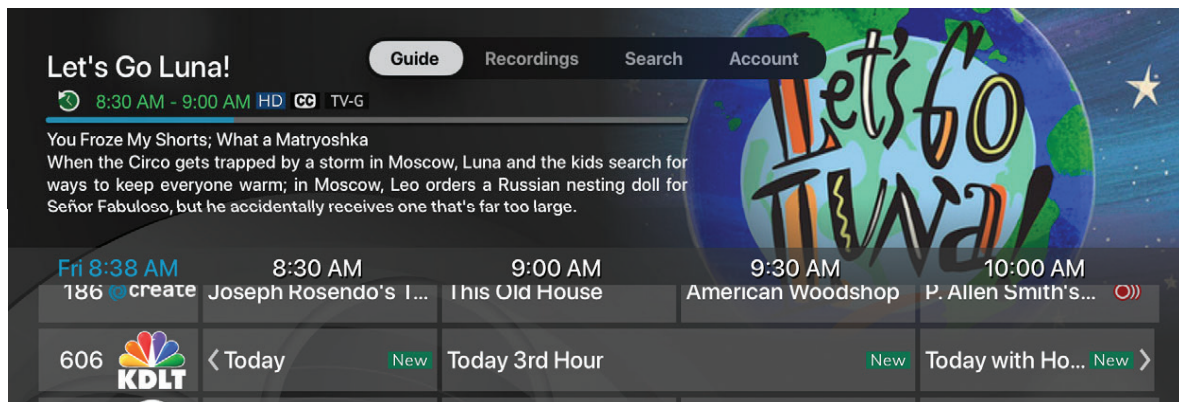 Let's Go Luna!
Guide Recordings Search Account
8:30 AM - 9:00 AM HD CC TV-G
You Froze My Shorts; What a Matryoshka
When the Circo gets trapped by a storm in Moscow, Luna and the kids search for
ways to keep everyone warm; in Moscow, Leo orders a Russian nesting doll for
Señor Fabuloso, but he accidentally receives one that's far too large.
Let's
Go
Luna!
Fri 8:38 AM 8:30 AM 9:00 AM 9:30 AM 10:00 AM
186 create Joseph Rosendo's T... This Old House American Woodshop P. Allen Smith's...
606 KDLT Today New Today 3rd Hour New Today with Ho... New